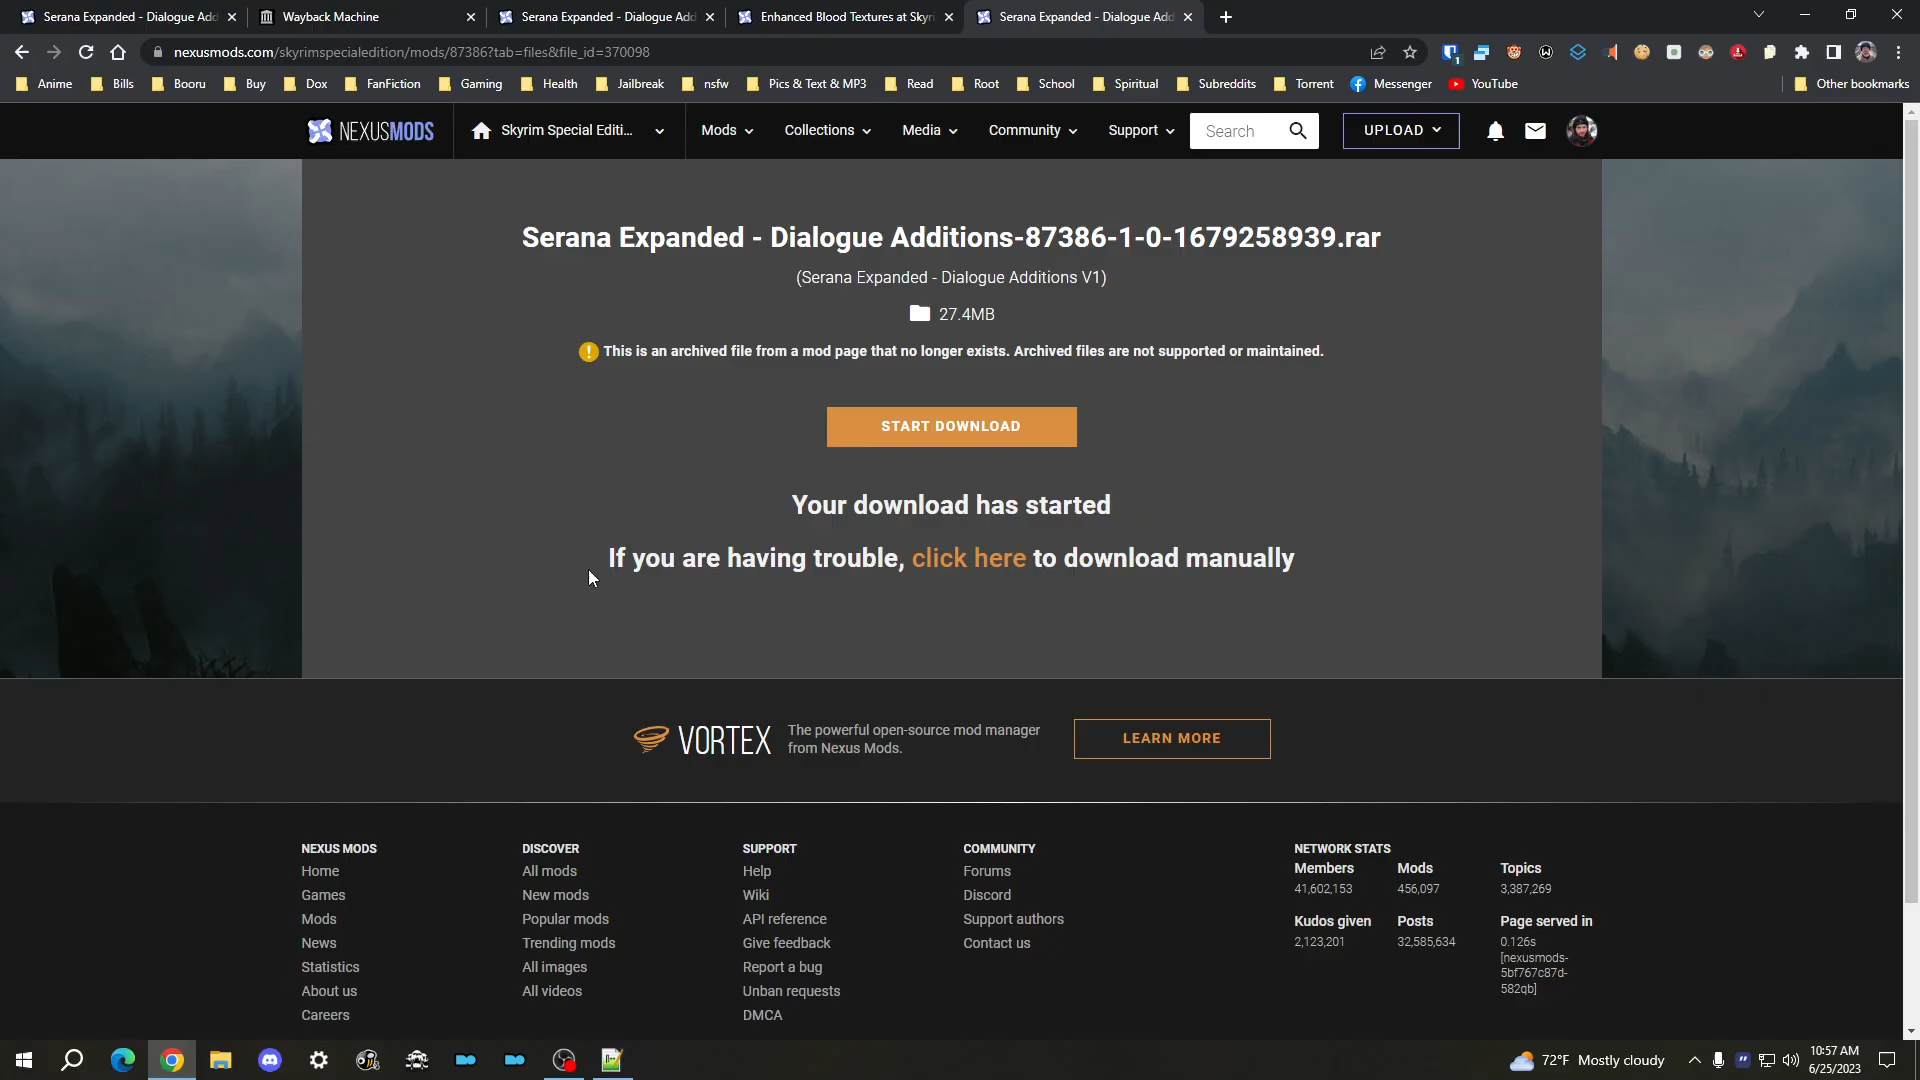 Serana Expanded - Dialogue Add
Wayback Machine
Serana Expanded - Dialogue Add
Enhanced Blood Textures at Skyri
Serana Expanded - Dialogue Add
nexusmods.com/skyrimspecialedition/mods/87386?tab=files&file_id=370098
Anime Bills Booru Buy Dox FanFiction Gaming Health Jailbreak nsfw Pics & Text & MP3 Read Root School Spiritual Subreddits Torrent Messenger YouTube Other bookmarks
NEXUSMODS Skyrim Special Editi... Mods Collections Media Community Support Search UPLOAD
Serana Expanded - Dialogue Additions-87386-1-0-1679258939.rar
(Serana Expanded - Dialogue Additions V1)
27.4MB
This is an archived file from a mod page that no longer exists. Archived files are not supported or maintained.
START DOWNLOAD
Your download has started
If you are having trouble, click here to download manually
VORTEX
The powerful open-source mod manager
from Nexus Mods.
LEARN MORE
NEXUS MODS
Home
Games
Mods
News
Statistics
About us
Careers
DISCOVER
All mods
New mods
Popular mods
Trending mods
All images
All videos
SUPPORT
Help
Wiki
API reference
Give feedback
Report a bug
Unban requests
DMCA
COMMUNITY
Forums
Discord
Support authors
Contact us
NETWORK STATS
Members Mods Topics
41,602,153 456,097 3,387,269
Kudos given Posts Page served in
2,123,201 32,585,634 0.126s
[nexusmods-
5bf767c87d-
582qb]
72°F Mostly cloudy
10:57 AM
6/25/2023